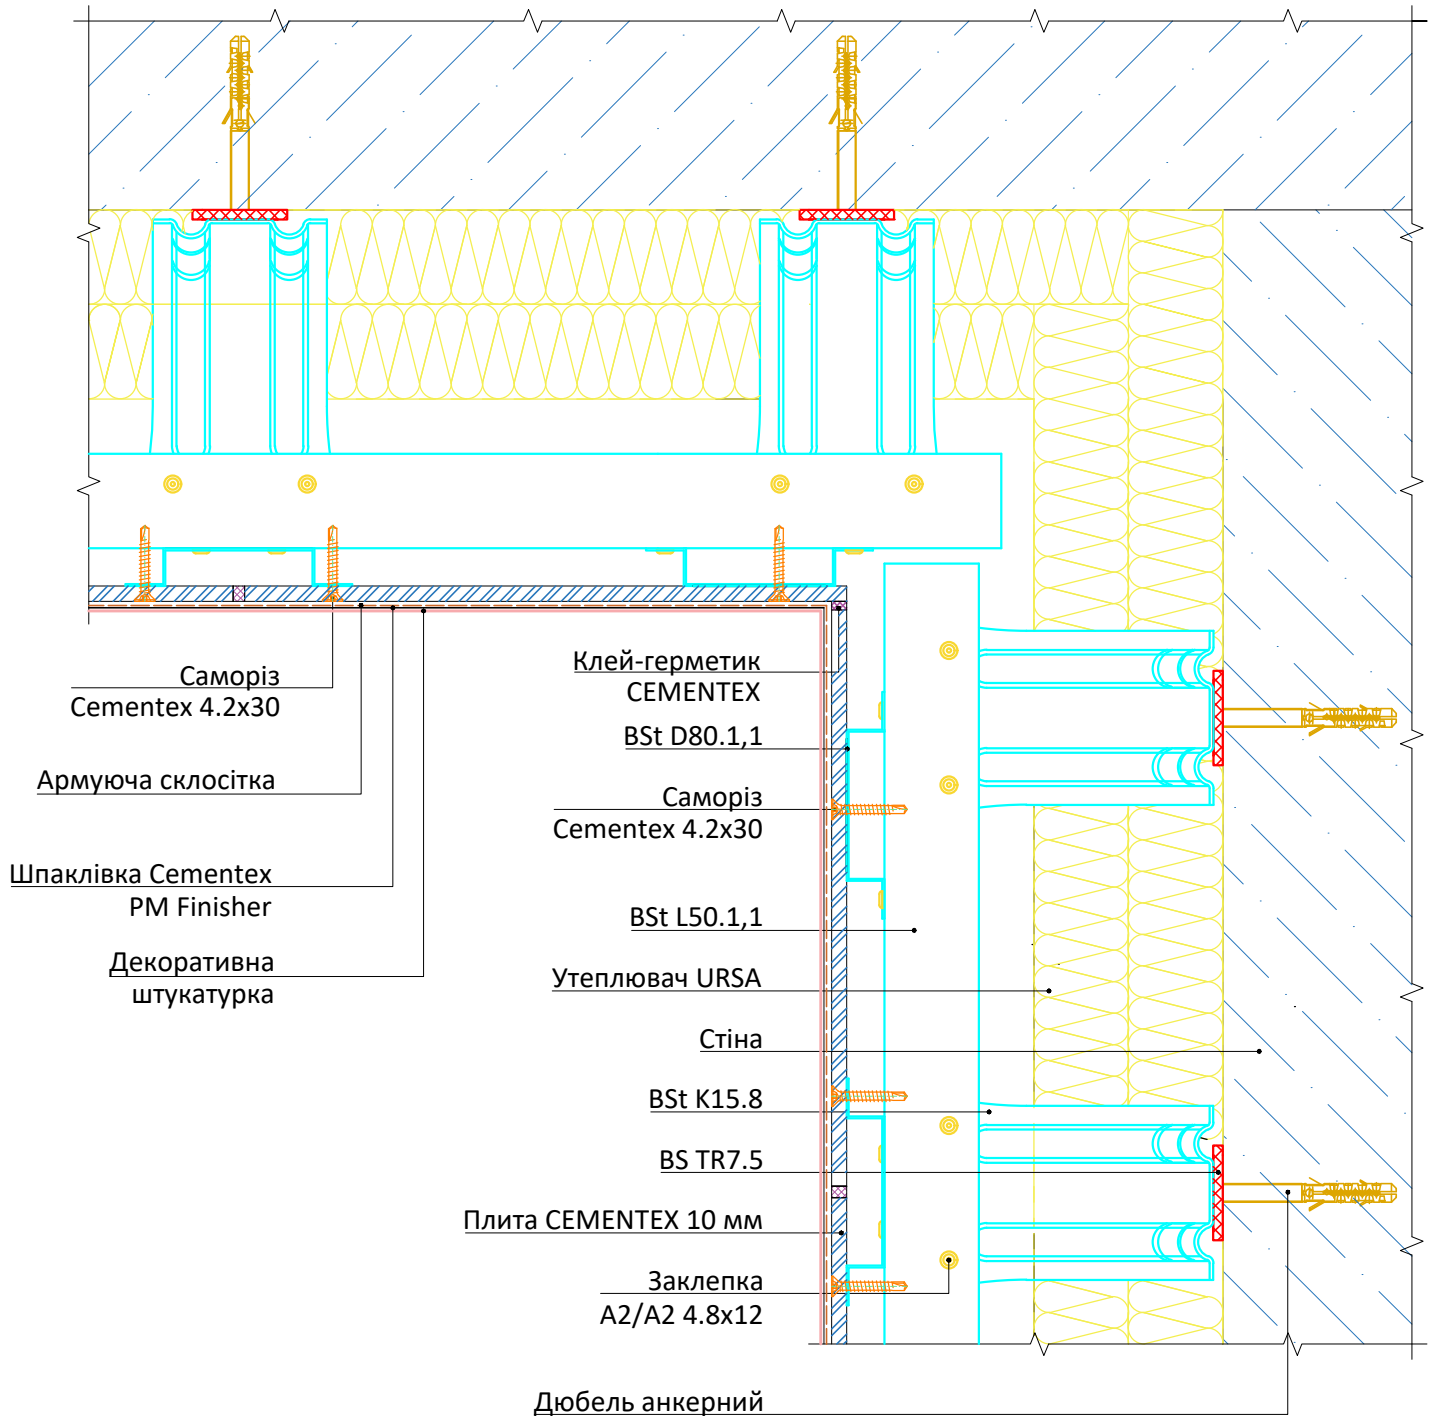 Саморіз
Cementex 4.2x30
Армуюча склосітка
Шпаклівка Cementex
PM Finisher
Декоративна
штукатурка
Клей-герметик
CEMENTEX
BSt D80.1,1
Саморіз
Cementex 4.2x30
BSt L50.1,1
Утеплювач URSA
Стіна
BSt K15.8
BS TR7.5
Плита CEMENTEX 10 мм
Заклепка
A2/A2 4.8x12
Дюбель анкерний